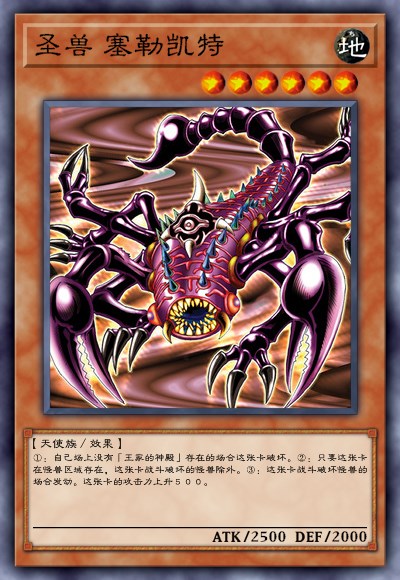 圣兽 塞勒凯特
地
【天使族／效果】
①：自己场上没有「王家的神殿」存在的场合这张卡破坏。②：只要这张卡
在怪兽区域存在，这张卡战斗破坏的怪兽除外。③：这张卡战斗破坏怪兽的
场合发动。这张卡的攻击力上升５００。
ATK/2500 DEF/2000